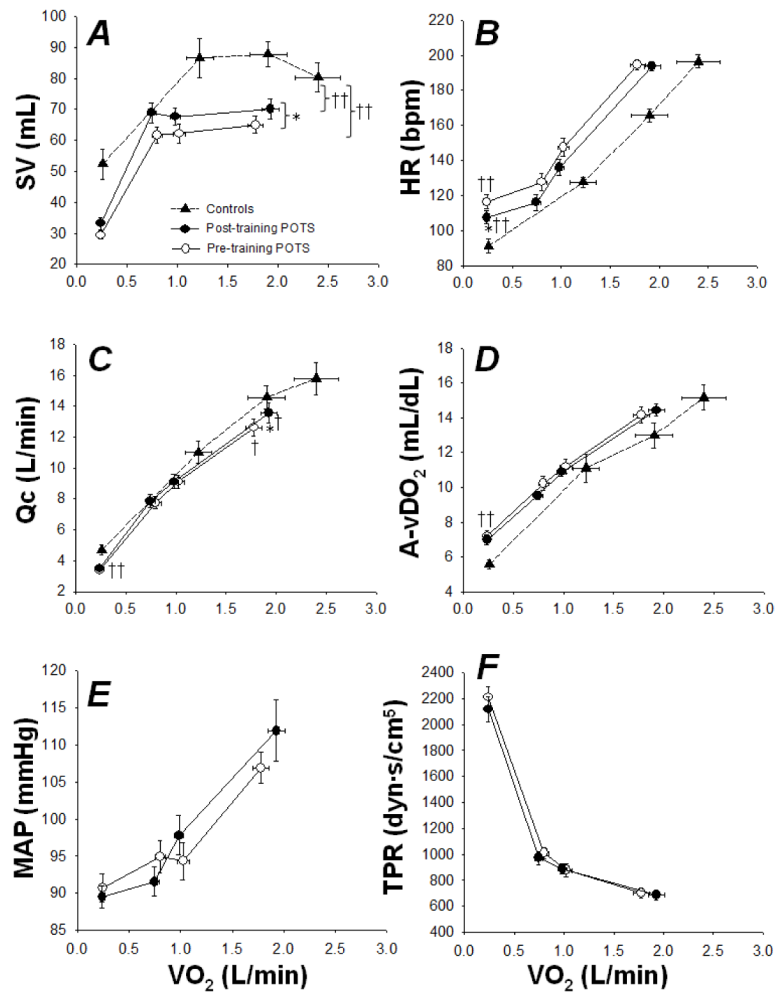 A
SV (mL)
100
90
80
70
60
50
40
30
20
††
††
*
Controls
Post-training POTS
Pre-training POTS
0.0 0.5 1.0 1.5 2.0 2.5 3.0
B
HR (bpm)
220
200
180
160
140
120
100
80
††
*††
0.0 0.5 1.0 1.5 2.0 2.5 3.0
C
Qc (L/min)
18
16
14
12
10
8
6
4
2
*†
†
††
0.0 0.5 1.0 1.5 2.0 2.5 3.0
D
A-vDO2 (mL/dL)
18
16
14
12
10
8
6
4
††
0.0 0.5 1.0 1.5 2.0 2.5 3.0
E
MAP (mmHg)
120
115
110
105
100
95
90
85
0.0 0.5 1.0 1.5 2.0 2.5 3.0
VO2 (L/min)
F
TPR (dyn·s/cm5)
2400
2200
2000
1800
1600
1400
1200
1000
800
600
400
0.0 0.5 1.0 1.5 2.0 2.5 3.0
VO2 (L/min)